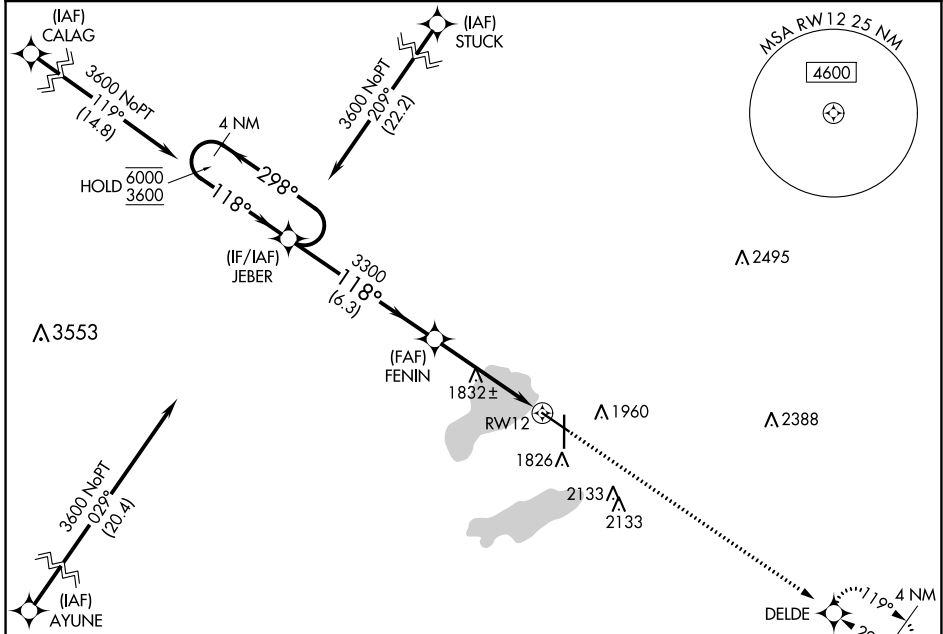 (IAF)
CALAG
3600 NoPT
119°
(14.8)
(IAF)
STUCK
3600 NoPT
209°
(22.2)
MSA RW12 25 NM
4600
4 NM
HOLD 6000
3600
298°
118°
(IF/IAF)
JEBER
3300
118°
(6.3)
2495
3553
(FAF)
FENIN
1832±
RW12
1960
2388
1826
2133
2133
3600 NoPT
029°
(20.4)
(IAF)
AYUNE
DELDE
119°
4 NM